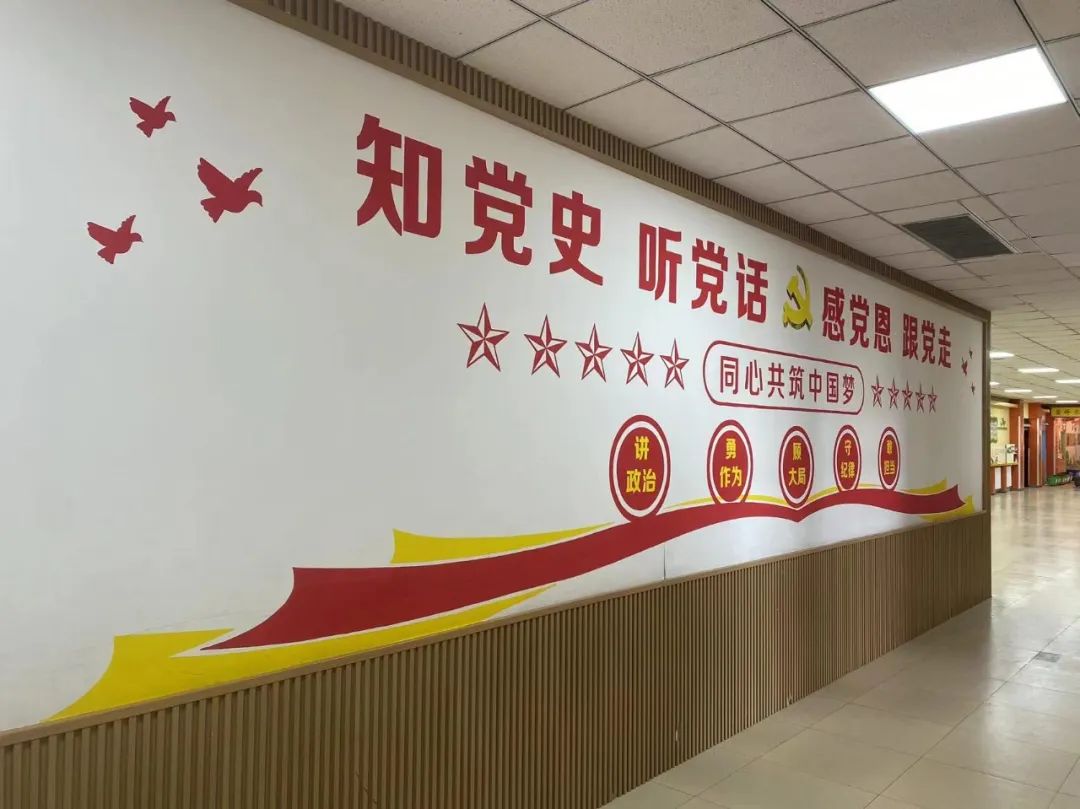 知党史 听党话 感党恩 跟党走
同心共筑中国梦
讲
政治
勇
作为
顾
大局
守
纪律
敢
担当